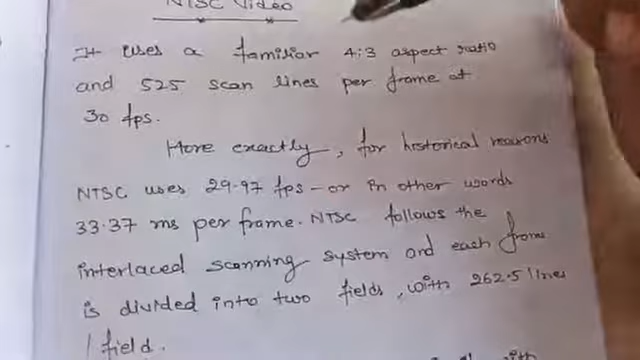 NTSC Video
It uses a familiar 4:3 aspect ratio
and 525 scan lines per frame at
30 fps.
More exactly, for historical reasons
NTSC uses 29.97 fps - or in other words
33.37 ms per frame. NTSC follows the
interlaced scanning system and each frame
is divided into two fields, with 262.5 lines
/ field.
with